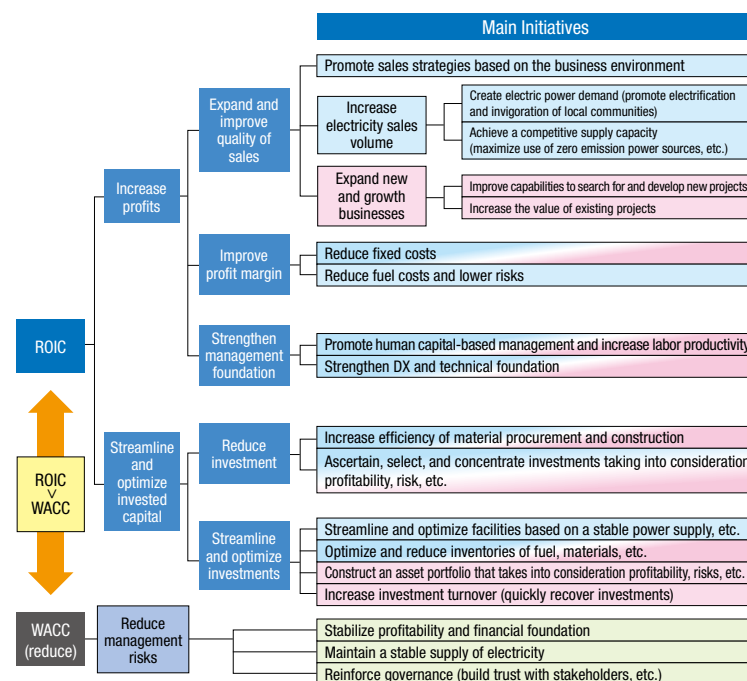 Main Initiatives
Promote sales strategies based on the business environment
Expand and
improve
quality of
sales
Increase
electricity sales
volume
Create electric power demand (promote electrification
and invigoration of local communities)
Achieve a competitive supply capacity
(maximize use of zero emission power sources, etc.)
Increase
profits
Expand new
and growth
businesses
Improve capabilities to search for and develop new projects
Increase the value of existing projects
Improve
profit margin
Reduce fixed costs
Reduce fuel costs and lower risks
ROIC
Strengthen
management
foundation
Promote human capital-based management and increase labor productivity
Strengthen DX and technical foundation
Streamline
and
optimize
invested
capital
Reduce
investment
Increase efficiency of material procurement and construction
Ascertain, select, and concentrate investments taking into consideration
profitability, risk, etc.
ROIC
∨
WACC
Streamline
and optimize
investments
Streamline and optimize facilities based on a stable power supply, etc.
Optimize and reduce inventories of fuel, materials, etc.
Construct an asset portfolio that takes into consideration profitability, risks, etc.
Increase investment turnover (quickly recover investments)
WACC
(reduce)
Reduce
management
risks
Stabilize profitability and financial foundation
Maintain a stable supply of electricity
Reinforce governance (build trust with stakeholders, etc.)